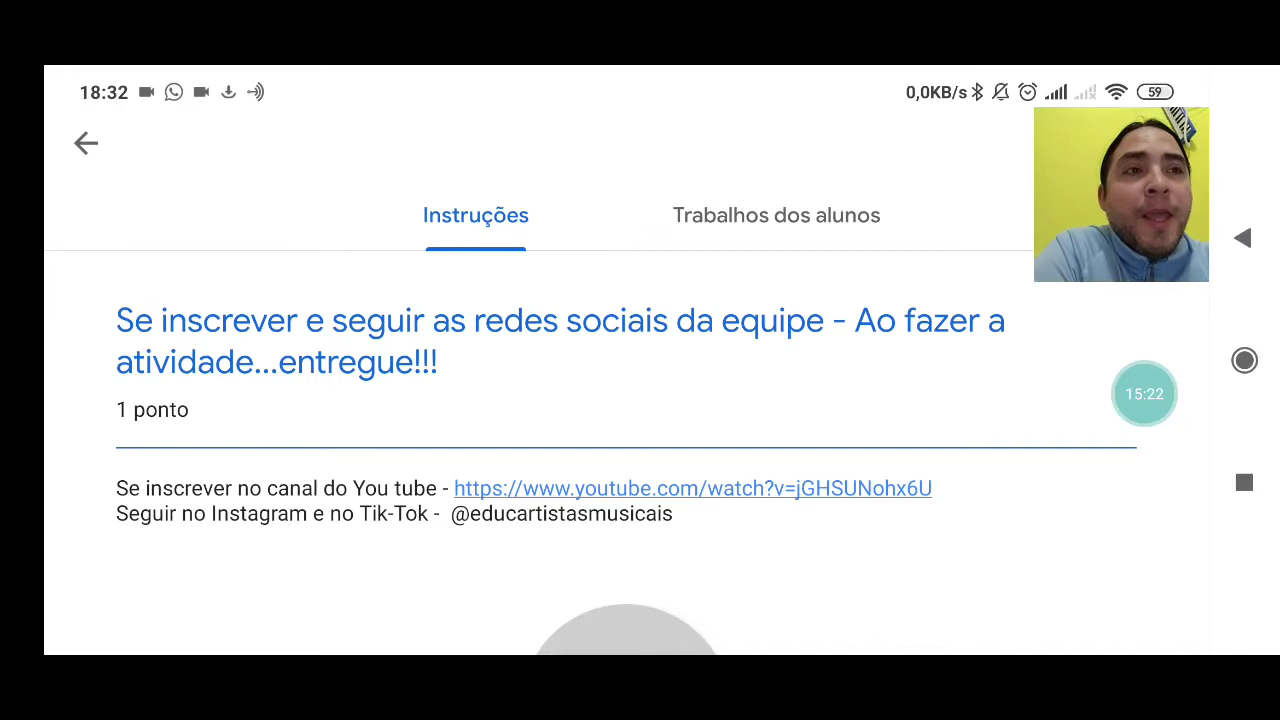 18:32
0,0KB/s
59
Instruções
Trabalhos dos alunos
Se inscrever e seguir as redes sociais da equipe - Ao fazer a
atividade...entregue!!!
1 ponto
15:22
Se inscrever no canal do You tube - https://www.youtube.com/watch?v=jGHSUNohx6U
Seguir no Instagram e no Tik-Tok - @educartistasmusicais